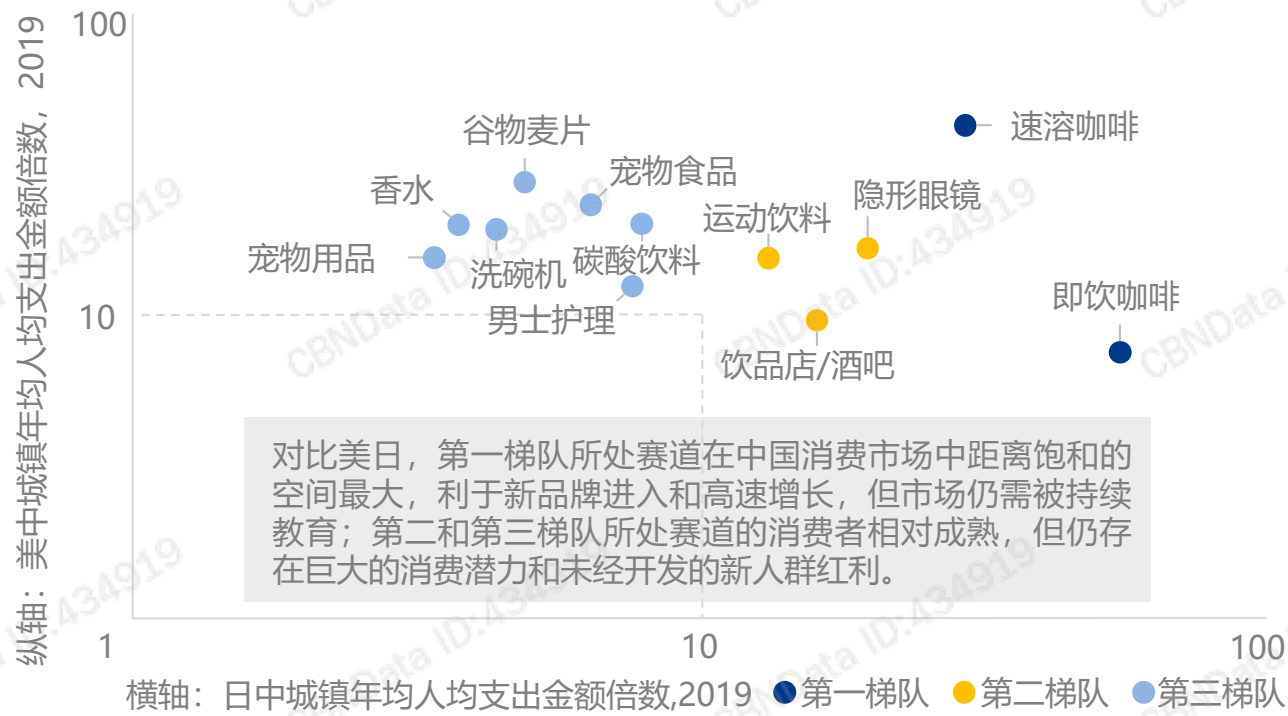 纵轴：美中城镇年均人均支出金额倍数，2019
100
10
1
10
100
谷物麦片
速溶咖啡
香水
宠物食品
隐形眼镜
运动饮料
宠物用品
洗碗机
碳酸饮料
男士护理
即饮咖啡
饮品店/酒吧
对比美日，第一梯队所处赛道在中国消费市场中距离饱和的
空间最大，利于新品牌进入和高速增长，但市场仍需被持续
教育；第二和第三梯队所处赛道的消费者相对成熟，但仍存
在巨大的消费潜力和未经开发的新人群红利。
横轴：日中城镇年均人均支出金额倍数,2019
第一梯队
第二梯队
第三梯队
CBNData ID:434919